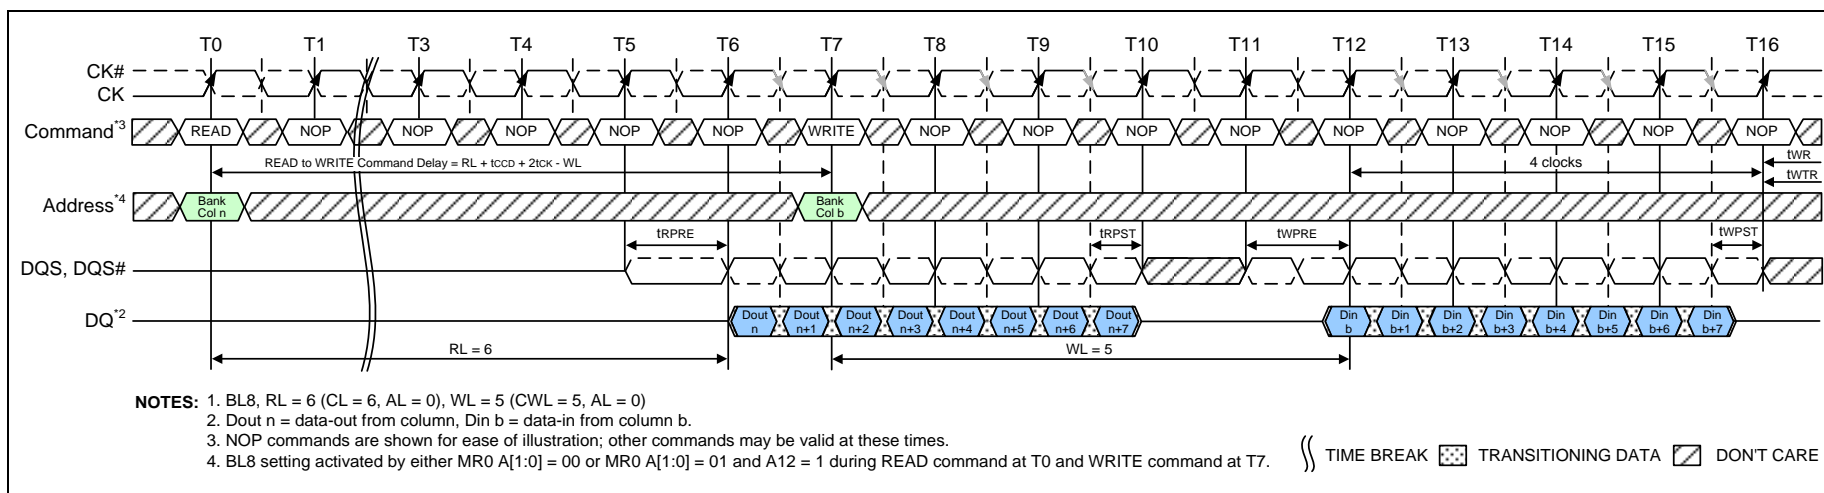 T0 T1 T3 T4 T5 T6 T7 T8 T9 T10 T11 T12 T13 T14 T15 T16
CK#
CK
Command*3 READ NOP NOP NOP NOP NOP WRITE NOP NOP NOP NOP NOP NOP NOP NOP NOP
READ to WRITE Command Delay = RL + tCCD + 2tCK - WL 4 clocks tWR
tWTR
Address*4 Bank Col n Bank Col b
tRPRE tRPST tWPRE tWPST
DQS, DQS#
DQ*2 Dout n Dout n+1 Dout n+2 Dout n+3 Dout n+4 Dout n+5 Dout n+6 Dout n+7 Din b Din b+1 Din b+2 Din b+3 Din b+4 Din b+5 Din b+6 Din b+7
RL = 6 WL = 5
NOTES: 1. BL8, RL = 6 (CL = 6, AL = 0), WL = 5 (CWL = 5, AL = 0)
2. Dout n = data-out from column, Din b = data-in from column b.
3. NOP commands are shown for ease of illustration; other commands may be valid at these times.
4. BL8 setting activated by either MR0 A[1:0] = 00 or MR0 A[1:0] = 01 and A12 = 1 during READ command at T0 and WRITE command at T7.
TIME BREAK TRANSITIONING DATA DON'T CARE